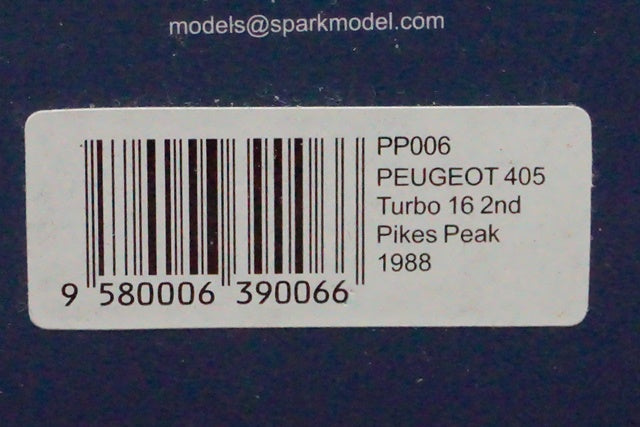 models@sparkmodel.com
PP006
PEUGEOT 405
Turbo 16 2nd
Pikes Peak
1988
9 580006 390066